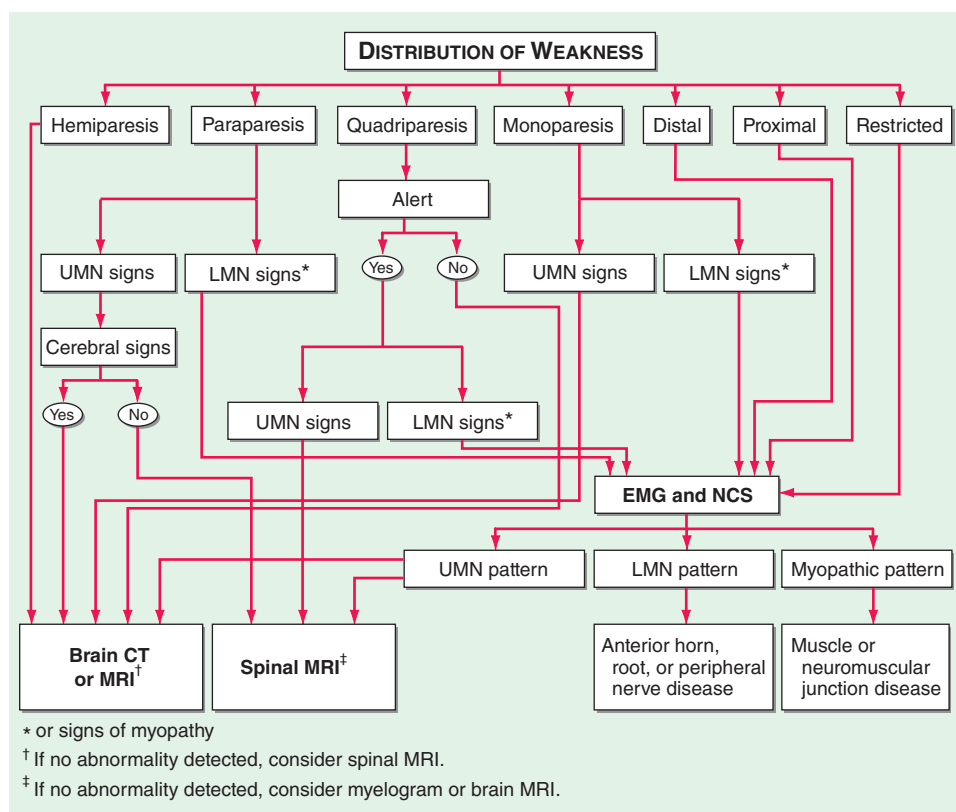 DISTRIBUTION OF WEAKNESS
Hemiparesis
Paraparesis
Quadriparesis
Monoparesis
Distal
Proximal
Restricted
Alert
UMN signs
LMN signs*
Yes
No
UMN signs
LMN signs*
Cerebral signs
Yes
No
UMN signs
LMN signs*
EMG and NCS
UMN pattern
LMN pattern
Myopathic pattern
Brain CT
or MRI†
Spinal MRI‡
Anterior horn,
root, or peripheral
nerve disease
Muscle or
neuromuscular
junction disease
* or signs of myopathy
† If no abnormality detected, consider spinal MRI.
‡ If no abnormality detected, consider myelogram or brain MRI.